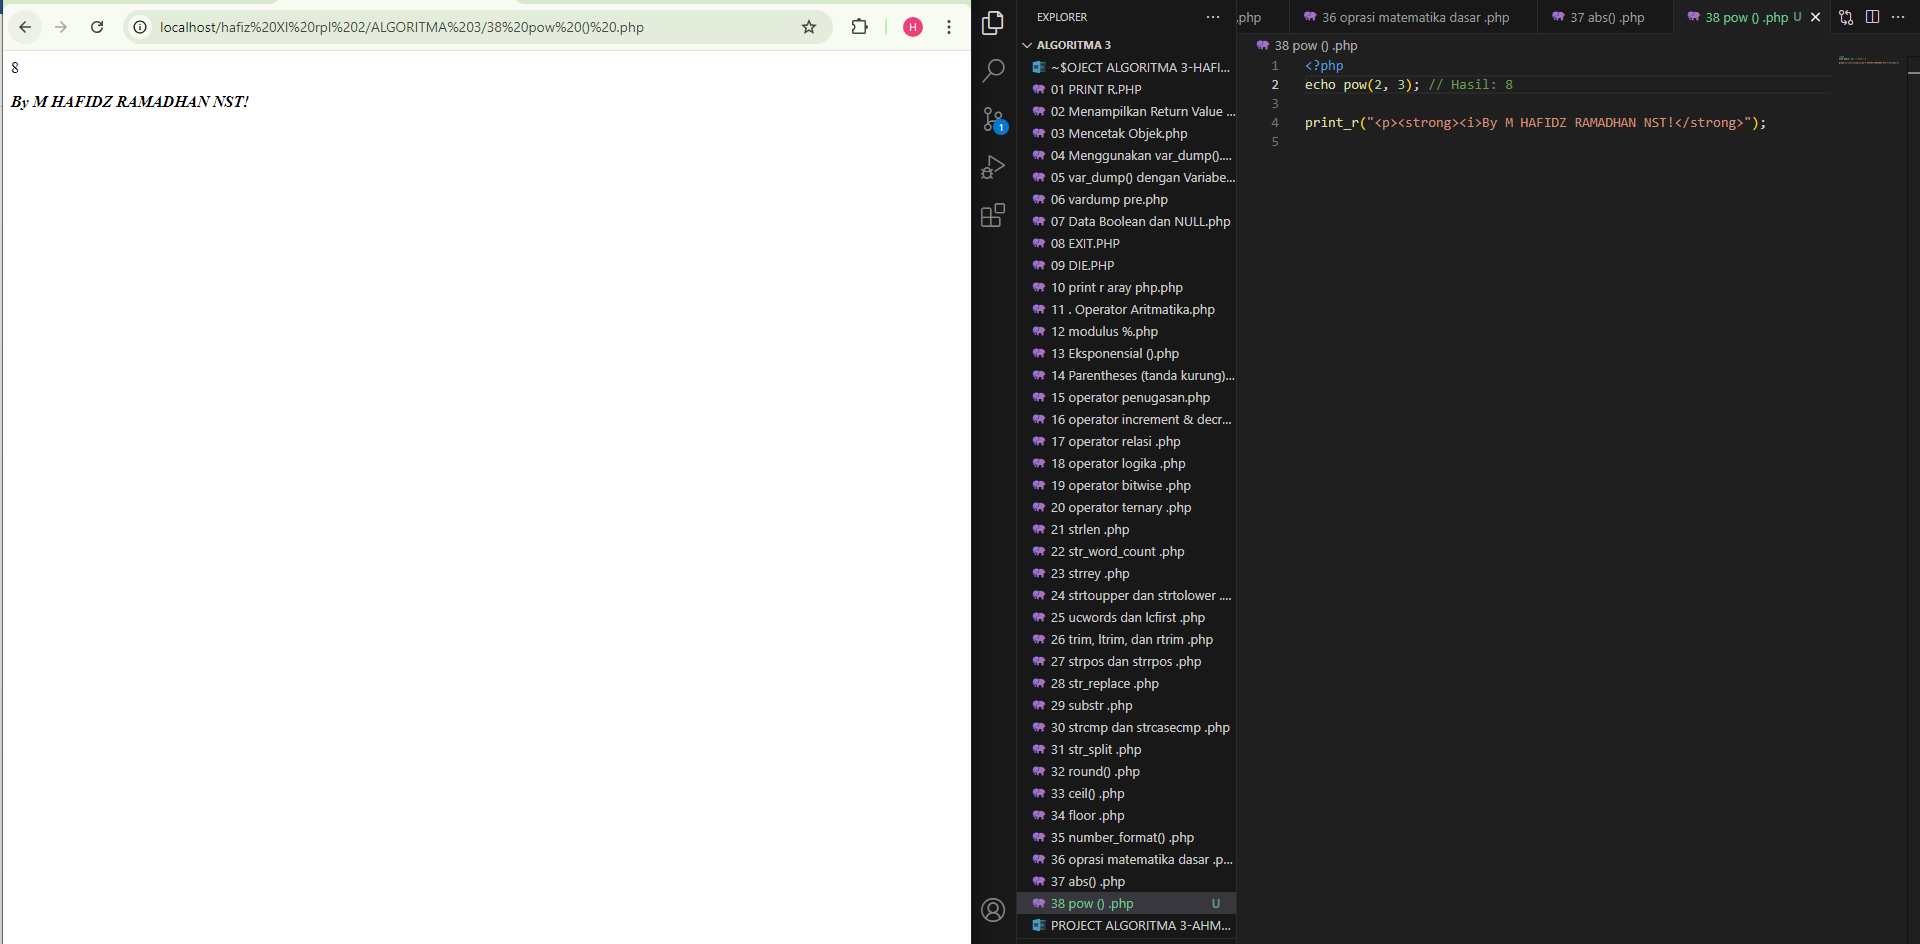 localhost/hafiz%20XI%20rpl%202/ALGORITMA%203/38%20pow%20()%20.php
H
8
By M HAFIDZ RAMADHAN NST!
1
EXPLORER
ALGORITMA 3
~$OJECT ALGORITMA 3-HAFI...
01 PRINT R.PHP
02 Menampilkan Return Value ...
03 Mencetak Objek.php
04 Menggunakan var_dump()....
05 var_dump() dengan Variabe...
06 vardump pre.php
07 Data Boolean dan NULL.php
08 EXIT.PHP
09 DIE.PHP
10 print r aray php.php
11 . Operator Aritmatika.php
12 modulus %.php
13 Eksponensial ().php
14 Parentheses (tanda kurung)...
15 operator penugasan.php
16 operator increment & decr...
17 operator relasi .php
18 operator logika .php
19 operator bitwise .php
20 operator ternary .php
21 strlen .php
22 str_word_count .php
23 strrey .php
24 strtoupper dan strtolower ....
25 ucwords dan lcfirst .php
26 trim, ltrim, dan rtrim .php
27 strpos dan strrpos .php
28 str_replace .php
29 substr .php
30 strcmp dan strcasecmp .php
31 str_split .php
32 round() .php
33 ceil() .php
34 floor .php
35 number_format() .php
36 oprasi matematika dasar .p...
37 abs() .php
38 pow () .php U
PROJECT ALGORITMA 3-AHM...
.php
36 oprasi matematika dasar .php
37 abs() .php
38 pow () .php U
38 pow () .php
1 <?php
2 echo pow(2, 3); // Hasil: 8
3
4 print_r("<p><strong><i>By M HAFIDZ RAMADHAN NST!</strong>");
5